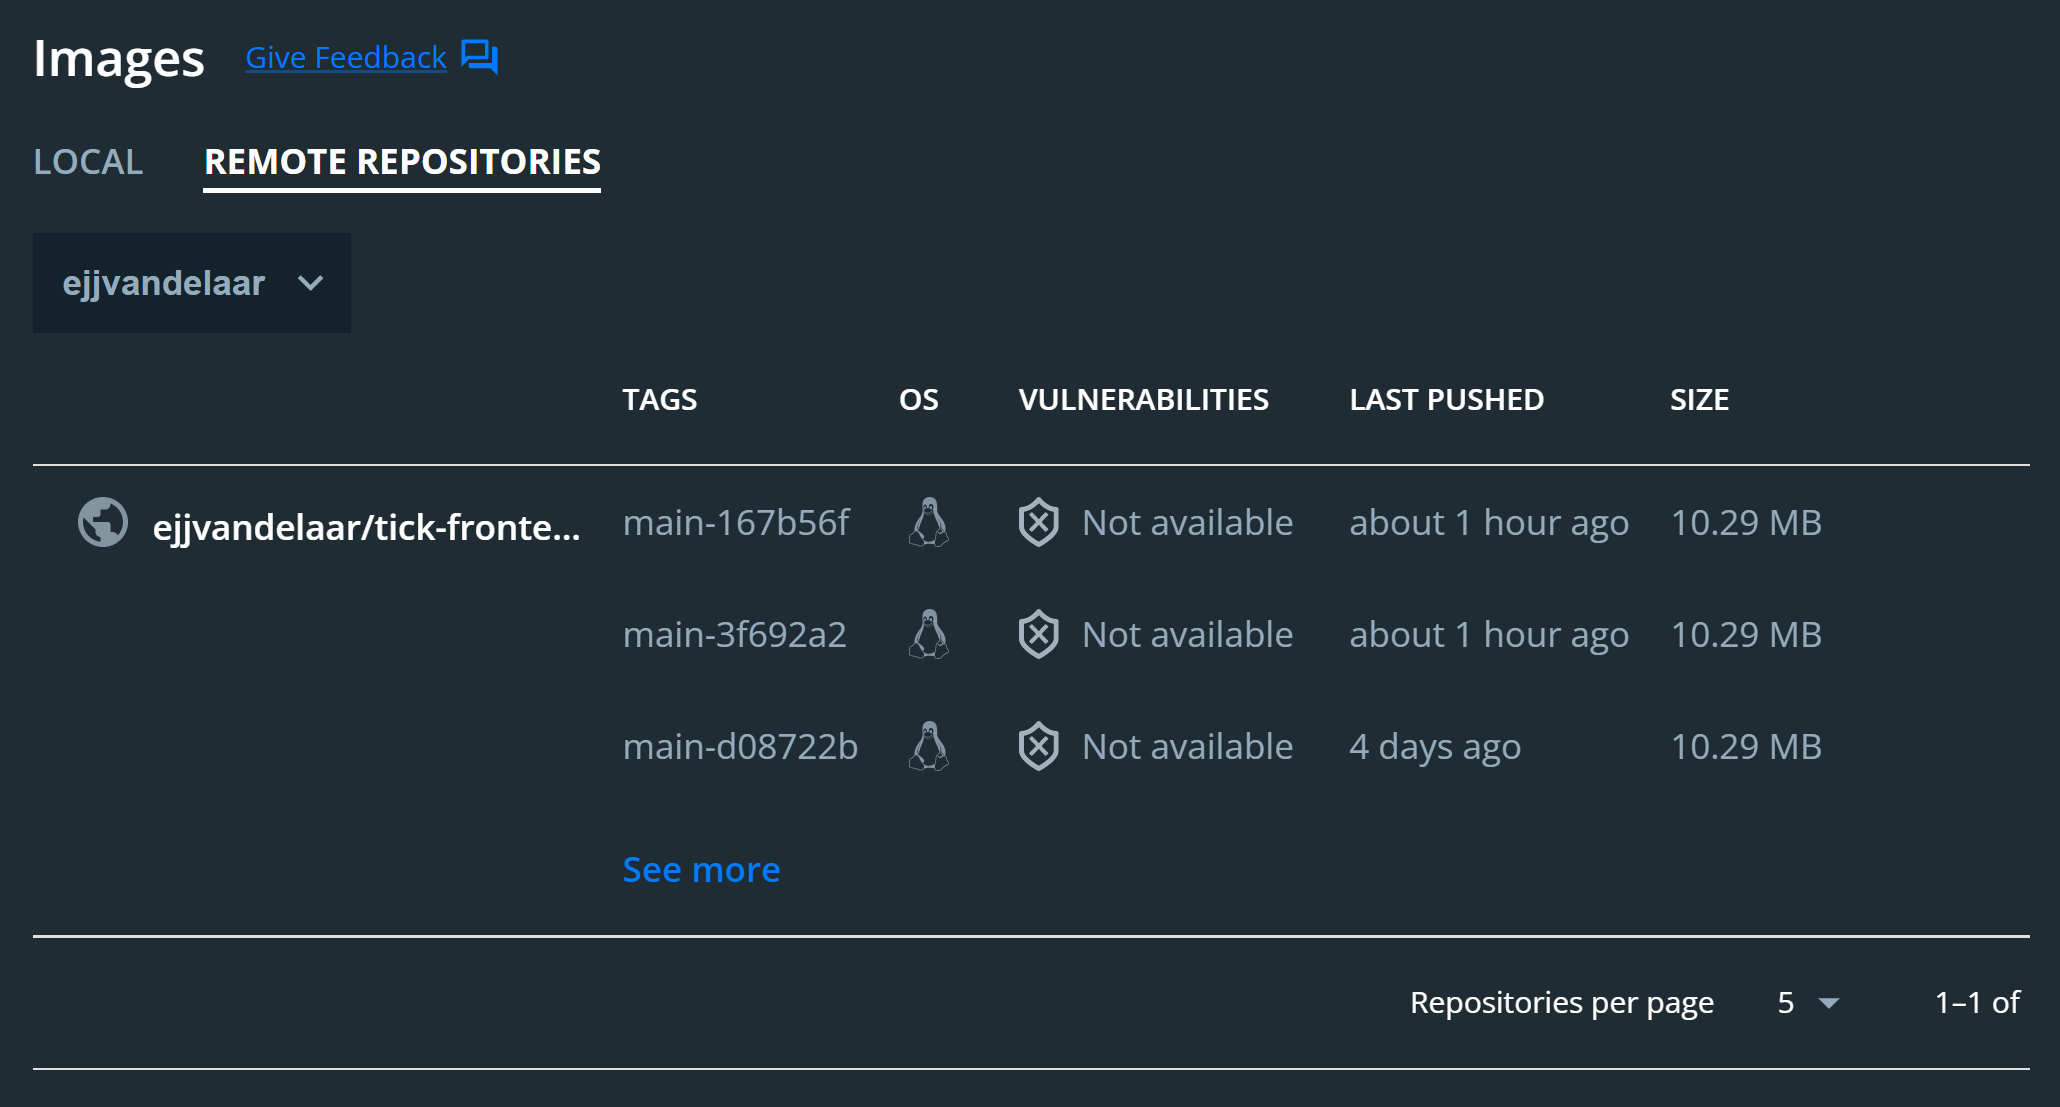 Images Give Feedback
LOCAL REMOTE REPOSITORIES
ejjvandelaar
TAGS OS VULNERABILITIES LAST PUSHED SIZE
ejjvandelaar/tick-fronte... main-167b56f Not available about 1 hour ago 10.29 MB
main-3f692a2 Not available about 1 hour ago 10.29 MB
main-d08722b Not available 4 days ago 10.29 MB
See more
Repositories per page 5 1–1 of